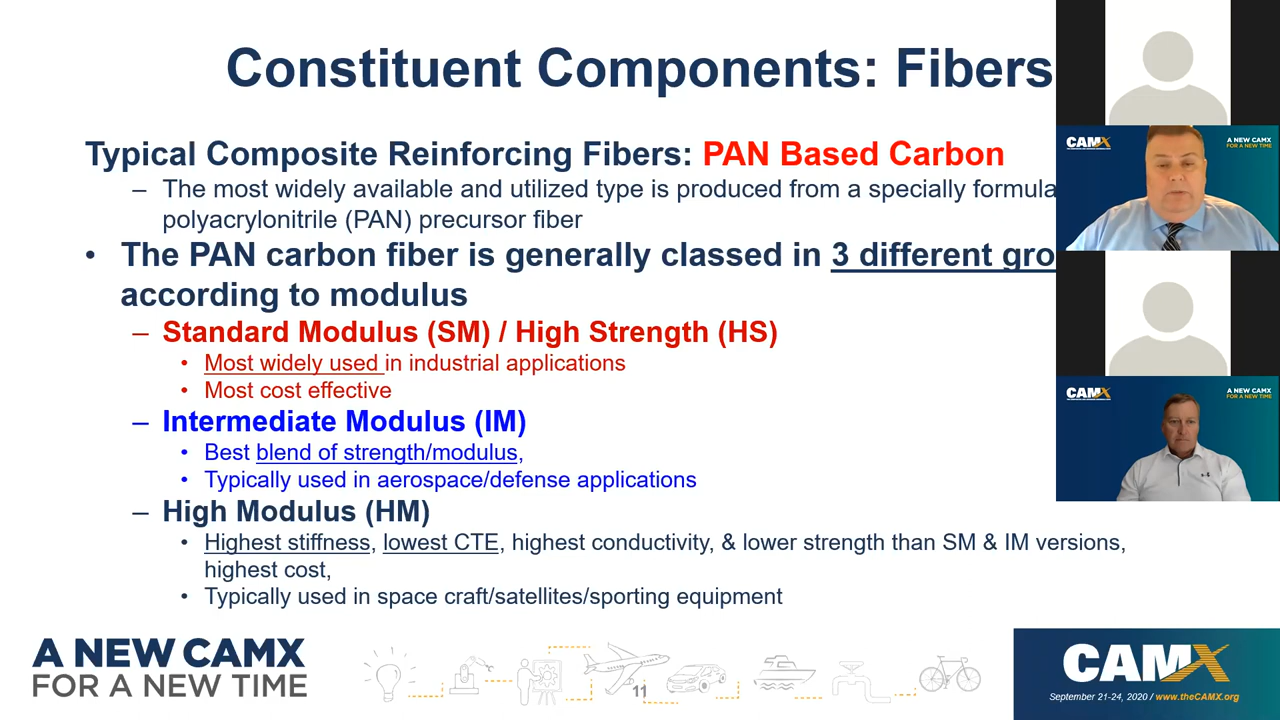 Constituent Components: Fibers
Typical Composite Reinforcing Fibers: PAN Based Carbon
– The most widely available and utilized type is produced from a specially formula
polyacrylonitrile (PAN) precursor fiber
• The PAN carbon fiber is generally classed in 3 different gro
according to modulus
– Standard Modulus (SM) / High Strength (HS)
• Most widely used in industrial applications
• Most cost effective
– Intermediate Modulus (IM)
• Best blend of strength/modulus,
• Typically used in aerospace/defense applications
– High Modulus (HM)
• Highest stiffness, lowest CTE, highest conductivity, & lower strength than SM & IM versions,
highest cost,
• Typically used in space craft/satellites/sporting equipment
CAMX
A NEW CAMX
FOR A NEW TIME
CAMX
A NEW CAMX
FOR A NEW TIME
A NEW CAMX
FOR A NEW TIME
11
CAMX
September 21-24, 2020 / www.theCAMX.org